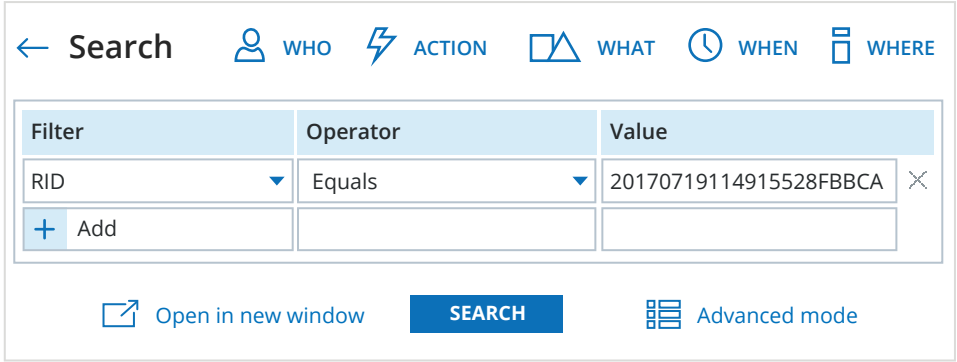 Search WHO ACTION WHAT WHEN WHERE
Filter Operator Value
RID Equals 20170719114915528FBBCA
Add
Open in new window SEARCH Advanced mode